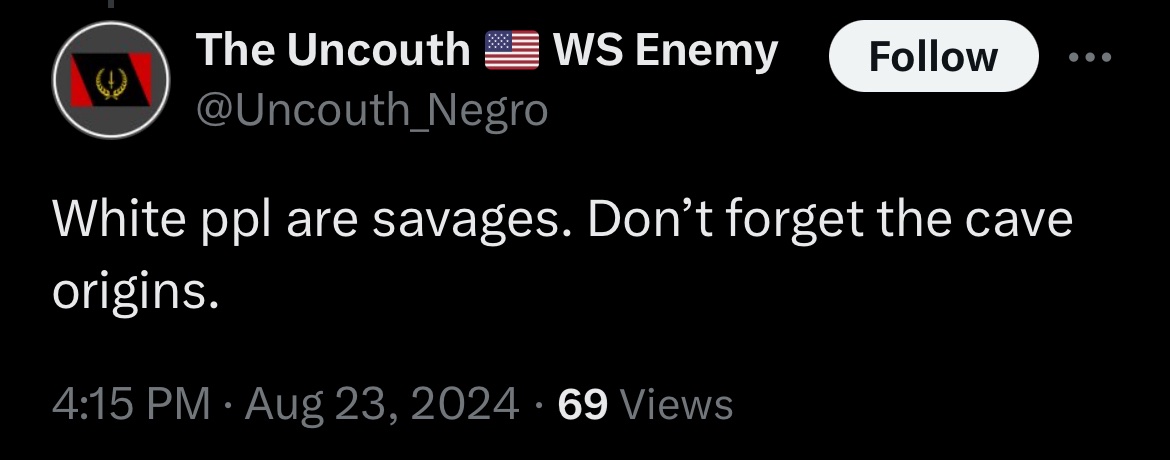 The Uncouth 🇺🇸 WS Enemy
Follow
@Uncouth_Negro
White ppl are savages. Don’t forget the cave
origins.
4:15 PM · Aug 23, 2024 · 69 Views